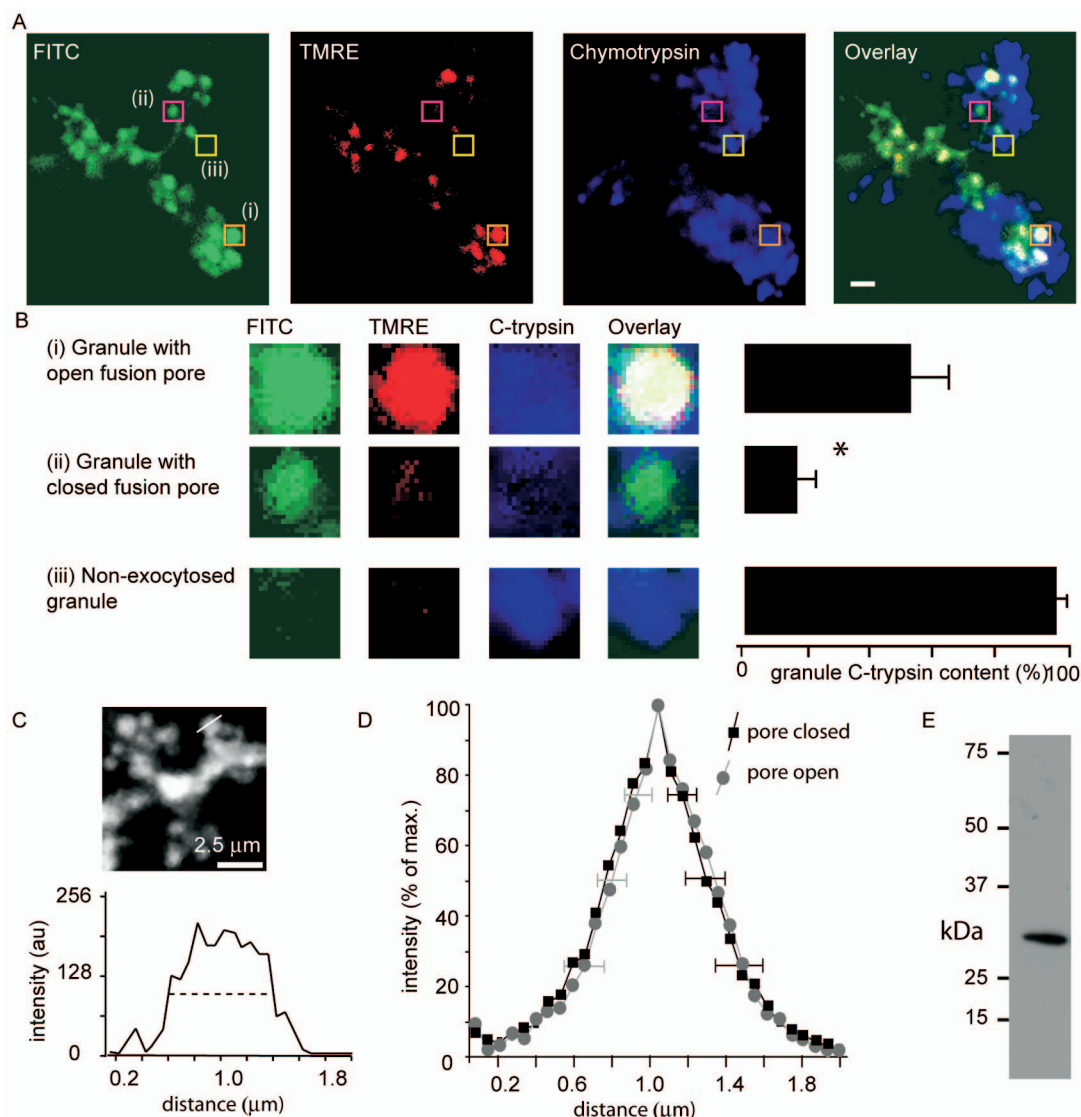 A
FITC
TMRE
Chymotrypsin
Overlay
(ii)
(iii)
(i)
B
FITC
TMRE
C-trypsin
Overlay
(i) Granule with
open fusion pore
(ii) Granule with
closed fusion pore
*
(iii) Non-exocytosed
granule
0
granule C-trypsin content (%)
100
C
2.5 μm
256
128
0
intensity (au)
0.2
0.6
1.0
1.4
1.8
distance (μm)
D
100
80
60
40
20
0
intensity (% of max.)
pore closed
pore open
0.2
0.6
1.0
1.4
1.8
distance (μm)
E
75
50
37
kDa
25
15